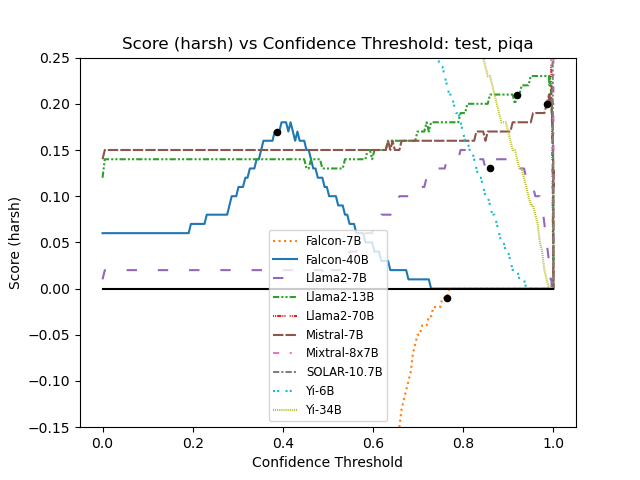 Score (harsh) vs Confidence Threshold: test, piqa
Score (harsh)
0.25
0.20
0.15
0.10
0.05
0.00
−0.05
−0.10
−0.15
Falcon-7B
Falcon-40B
Llama2-7B
Llama2-13B
Llama2-70B
Mistral-7B
Mixtral-8x7B
SOLAR-10.7B
Yi-6B
Yi-34B
0.0 0.2 0.4 0.6 0.8 1.0
Confidence Threshold